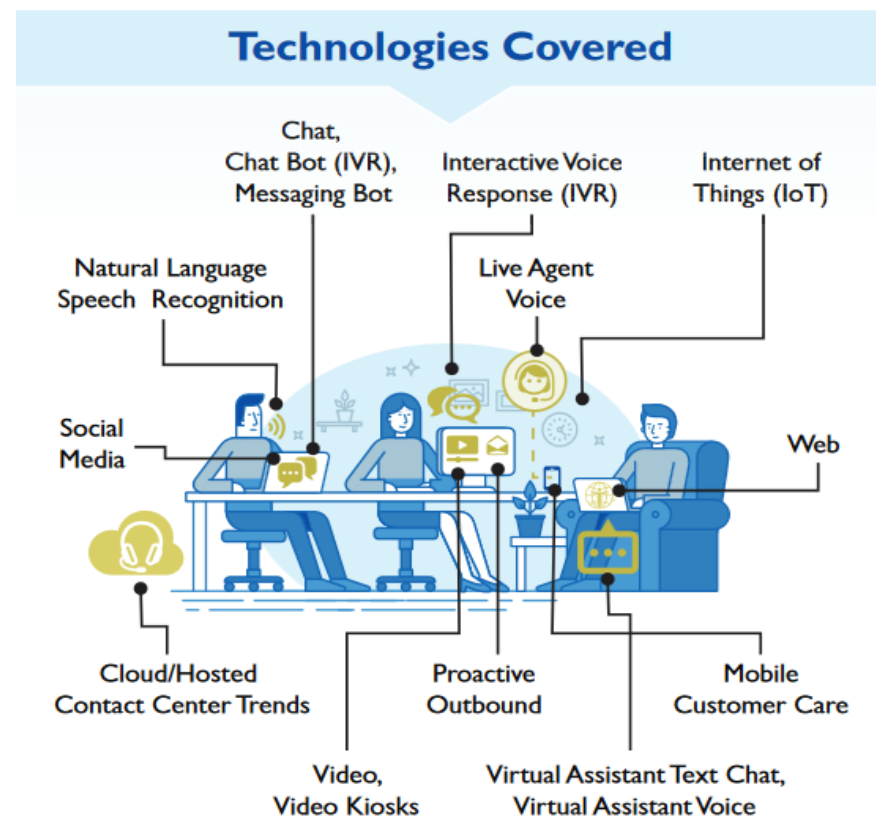 Technologies Covered
Chat,
Chat Bot (IVR),
Messaging Bot
Interactive Voice
Response (IVR)
Internet of
Things (IoT)
Natural Language
Speech Recognition
Live Agent
Voice
Social
Media
Web
Cloud/Hosted
Contact Center Trends
Proactive
Outbound
Mobile
Customer Care
Video,
Video Kiosks
Virtual Assistant Text Chat,
Virtual Assistant Voice